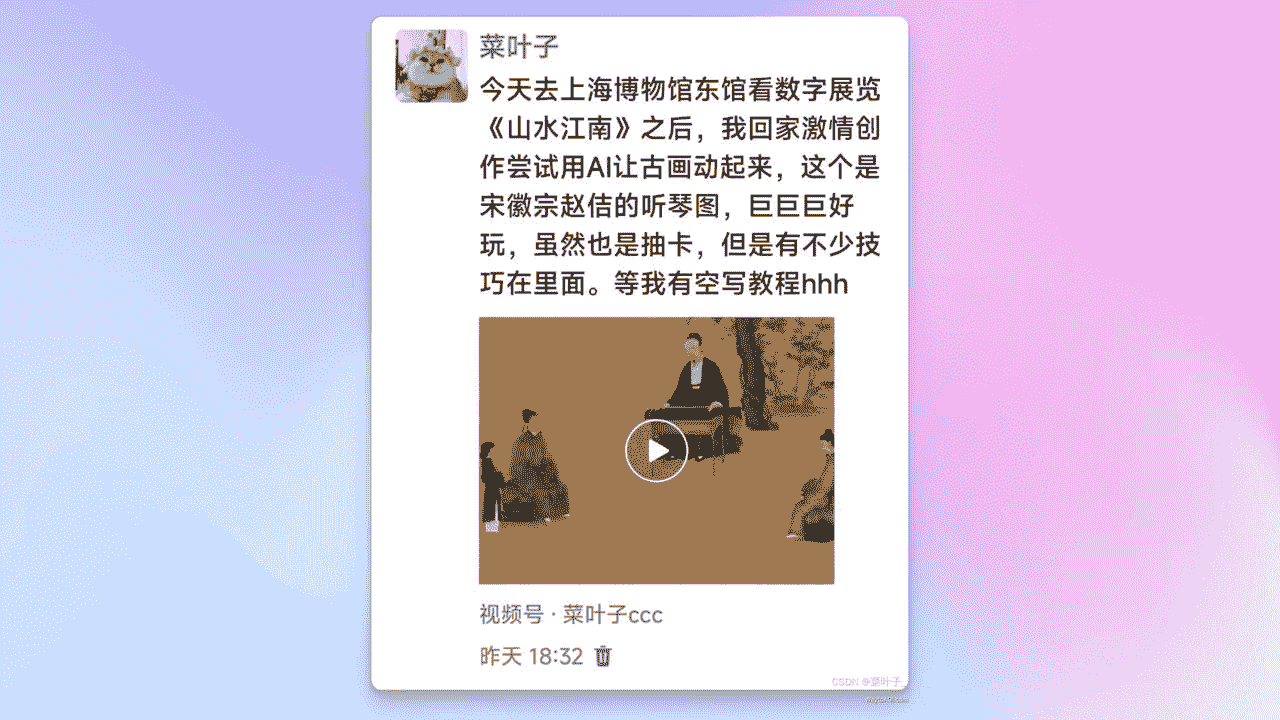 菜叶子
今天去上海博物馆东馆看数字展览
《山水江南》之后，我回家激情创
作尝试用AI让古画动起来，这个是
宋徽宗赵佶的听琴图，巨巨巨好
玩，虽然也是抽卡，但是有不少技
巧在里面。等我有空写教程hhh
视频号 · 菜叶子ccc
昨天 18:32
CSDN @菜叶子